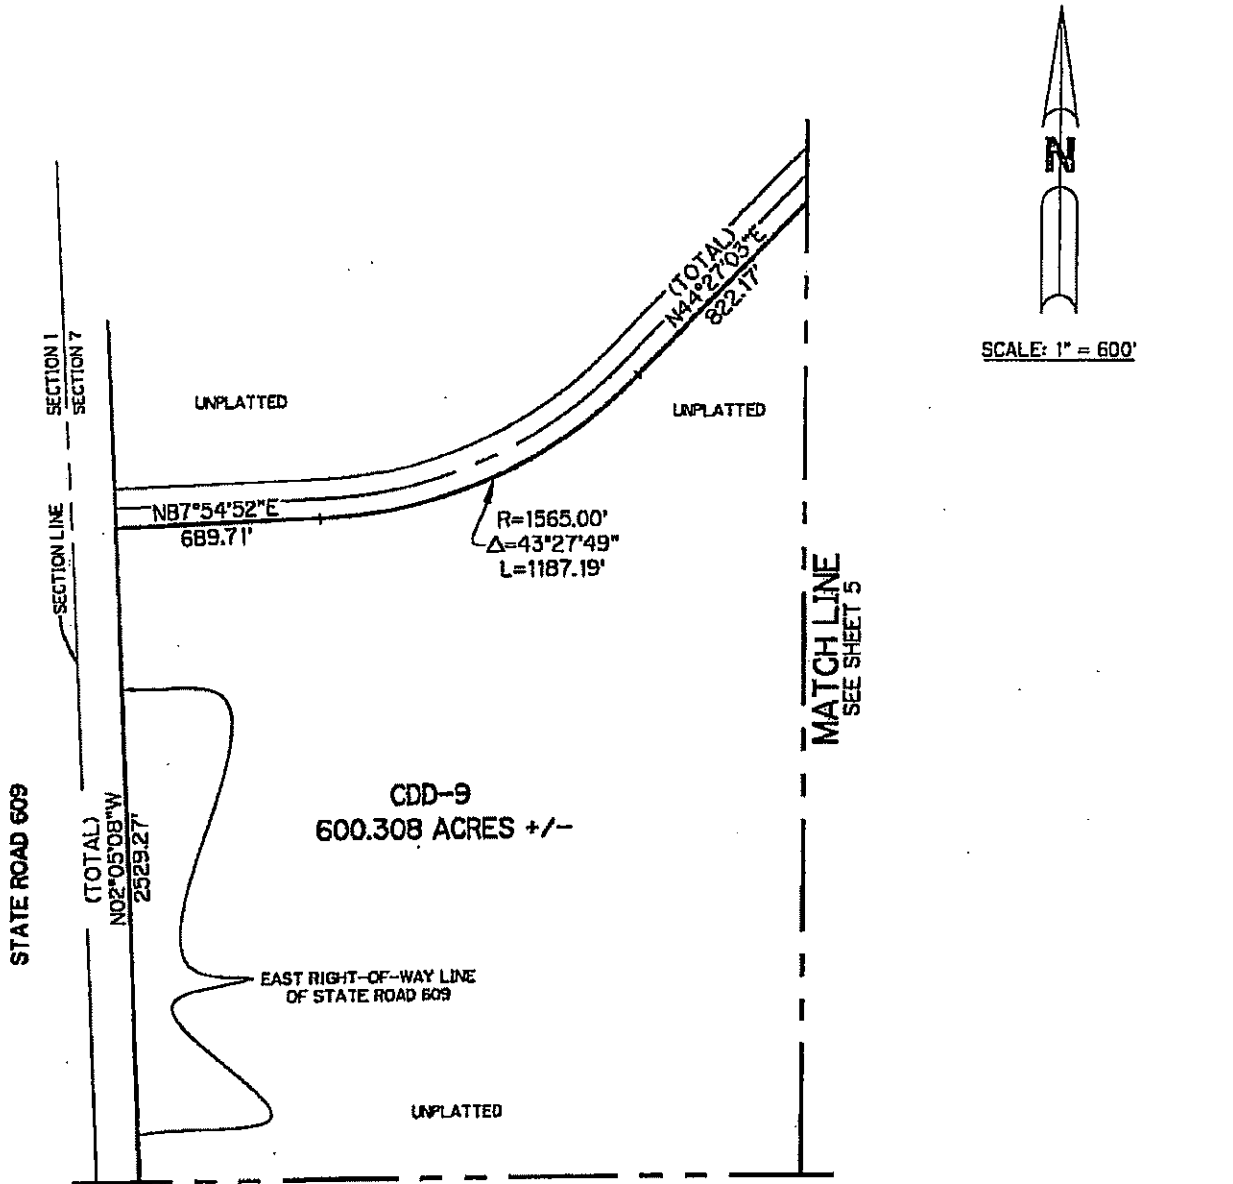 N
SCALE: 1" = 600'
(TOTAL)
N44°27'03"E
822.17'
SECTION 1
SECTION 7
UNPLATTED
UNPLATTED
N87°54'52"E
689.71'
R=1565.00'
Δ=43°27'49"
L=1187.19'
SECTION LINE
MATCH LINE
SEE SHEET 5
CDD-9
600.308 ACRES +/-
STATE ROAD 609
(TOTAL)
N02°05'08"W
2529.27'
EAST RIGHT-OF-WAY LINE
OF STATE ROAD 609
UNPLATTED